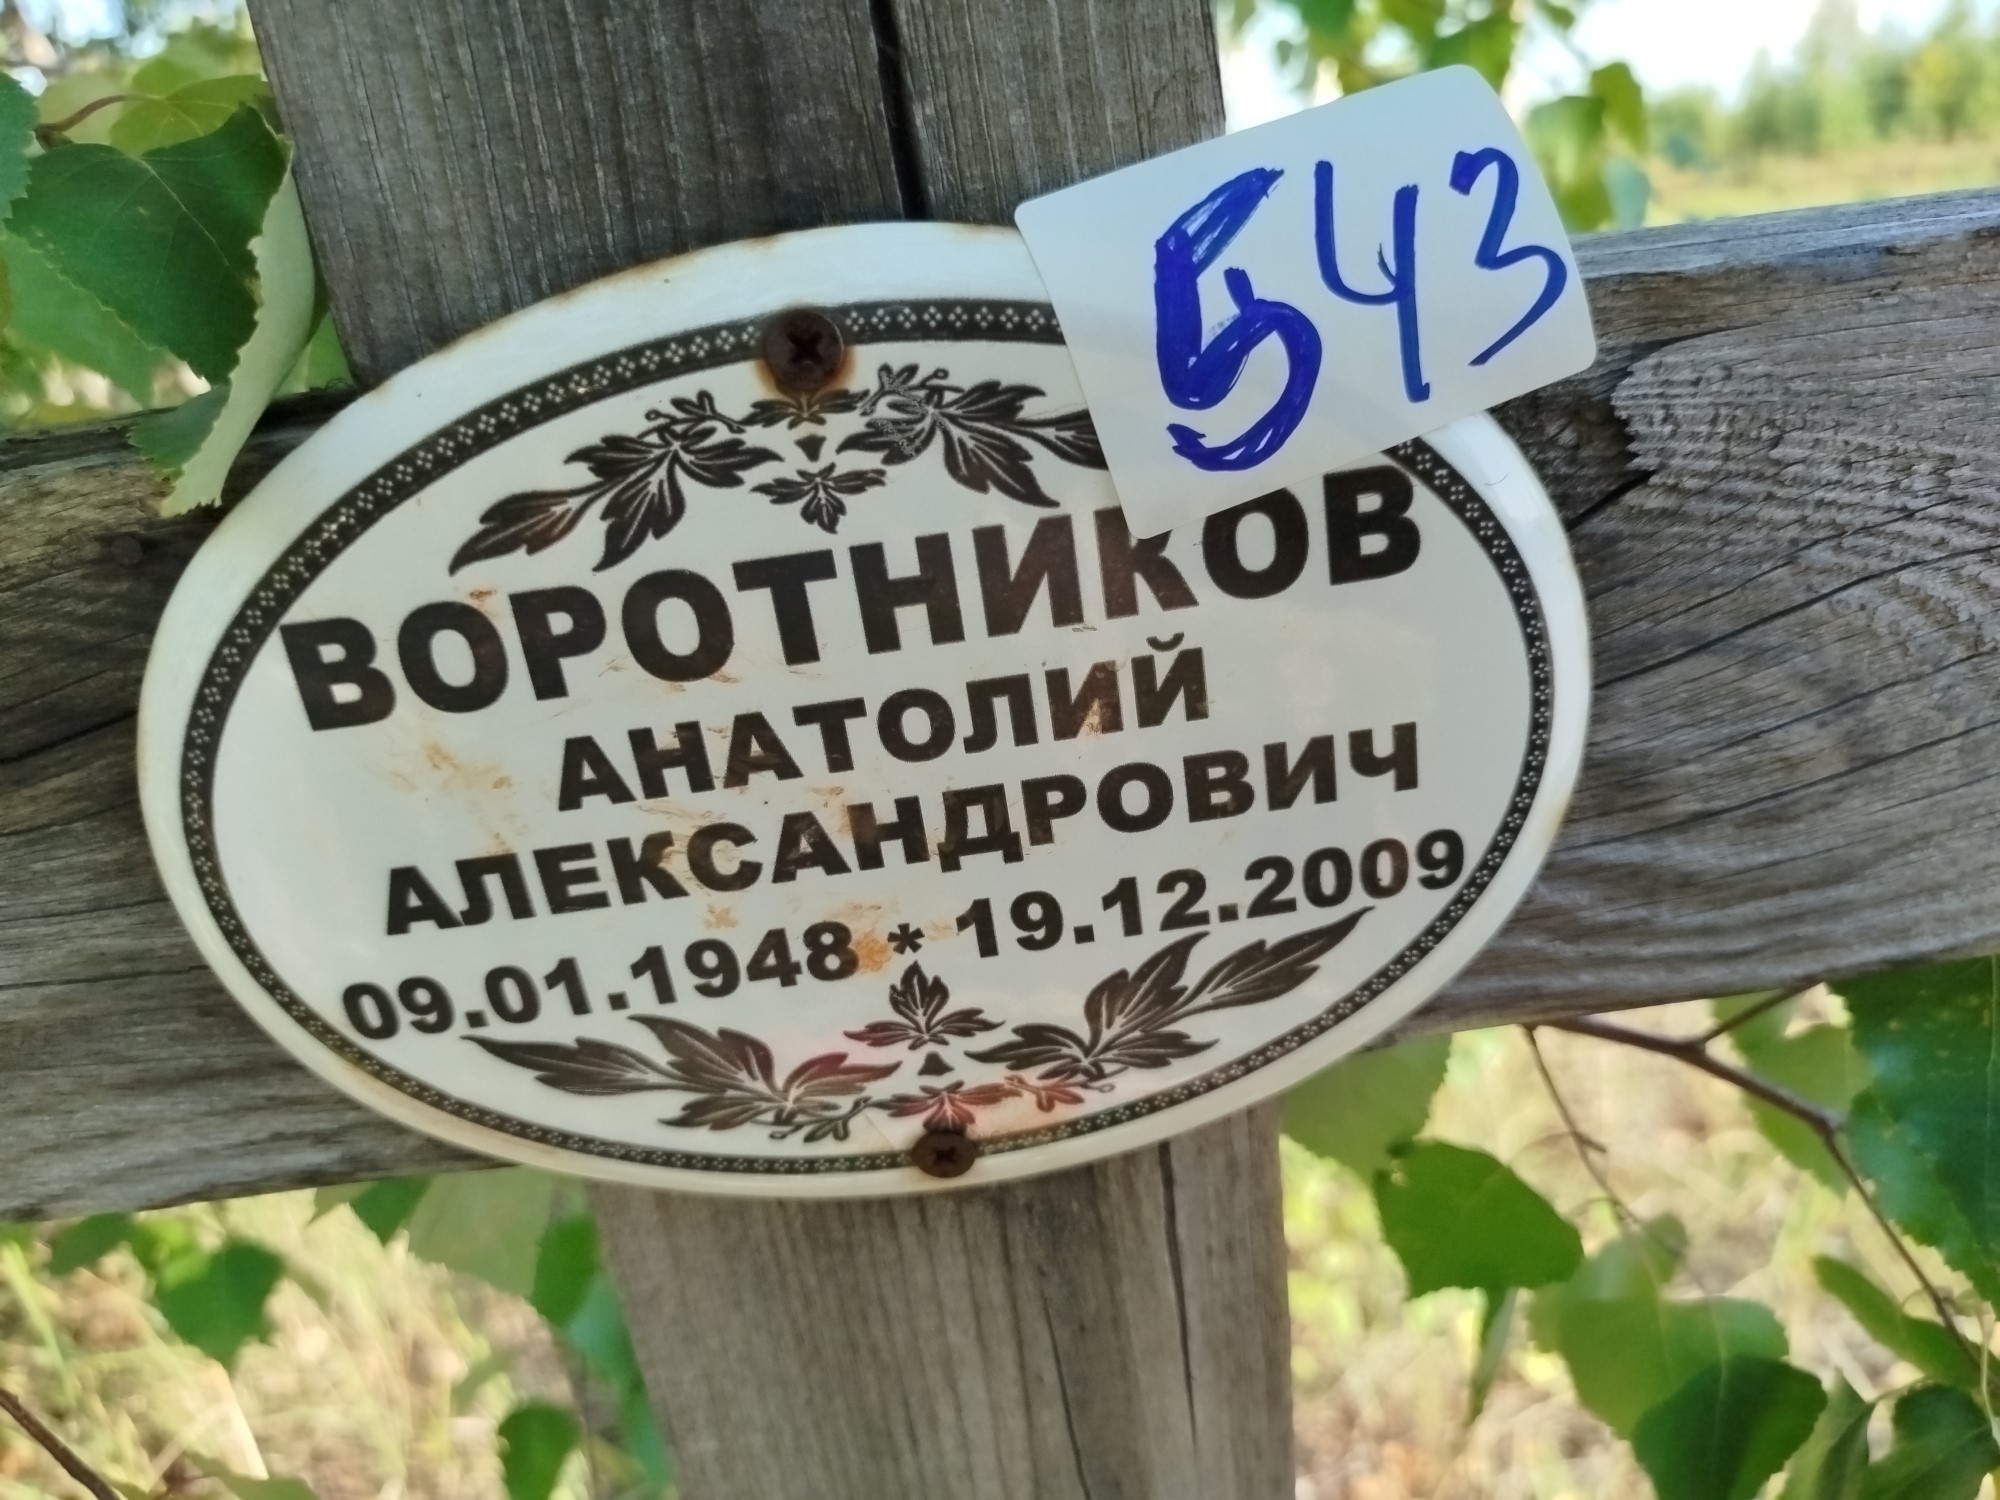 543
ВОРОТНИКОВ
АНАТОЛИЙ
АЛЕКСАНДРОВИЧ
09.01.1948 * 19.12.2009